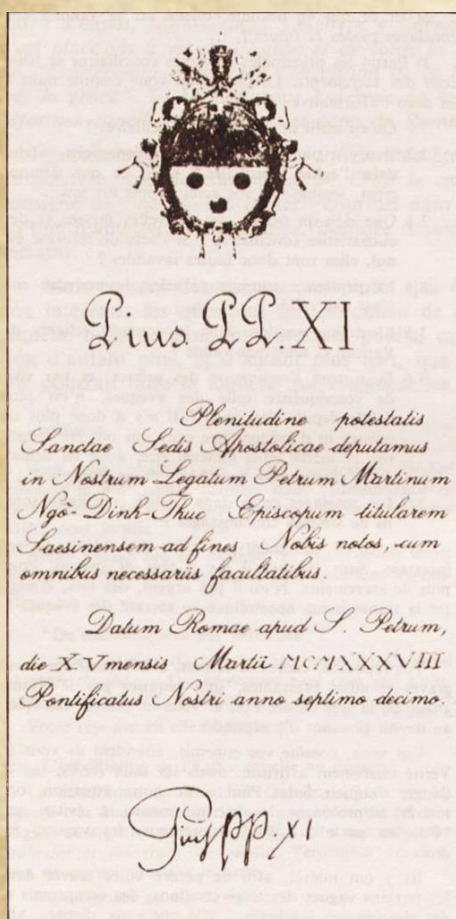 Pius PP. XI
Plenitudine potestatis
Sanctae Sedis Apostolicae deputamus
in Nostrum Legatum Petrum Martinum
Ngô-Dinh-Thuc Episcopum titularem
Saesinensem ad fines Nobis notos, cum
omnibus necessariis facultatibus.
Datum Romae apud S. Petrum,
die XV mensis Martii MCMXXXVIII
Pontificatus Nostri anno septimo decimo.
Pius PP. XI